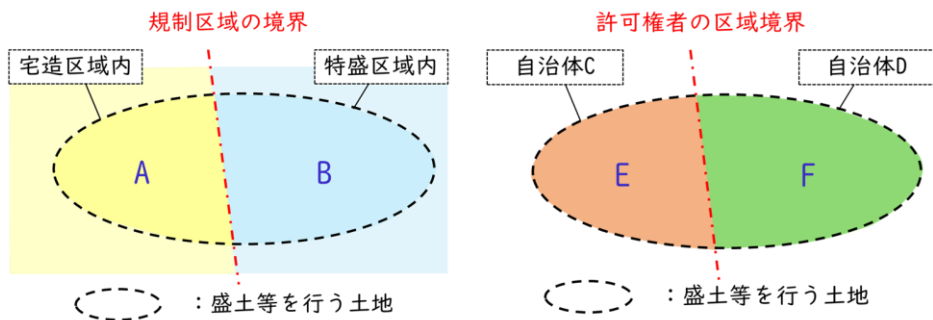 規制区域の境界
宅造区域内
特盛区域内
A
B
：盛土等を行う土地
許可権者の区域境界
自治体C
自治体D
E
F
：盛土等を行う土地